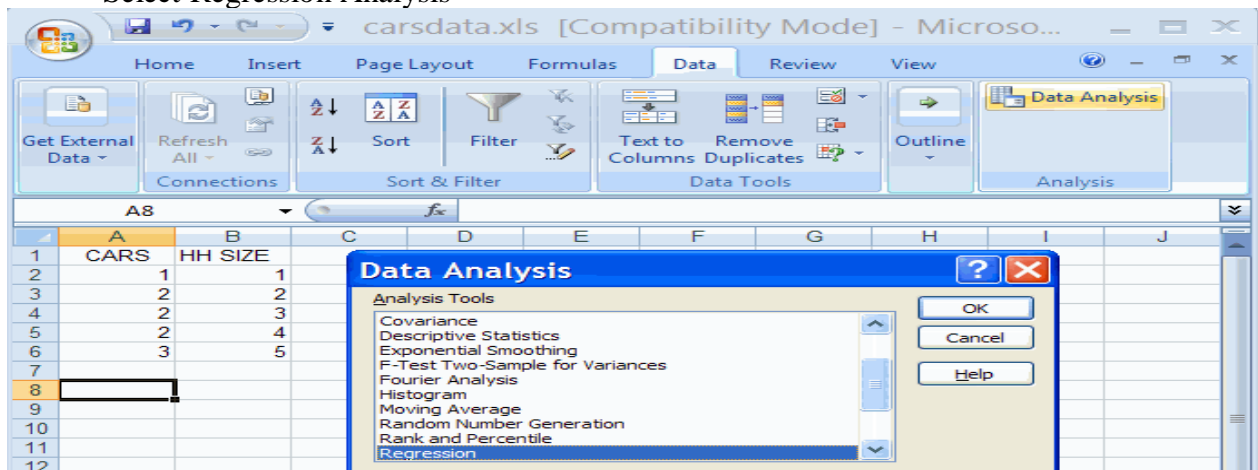 Select Regression Analysis
carsdata.xls [Compatibility Mode] - Microso...
Home Insert Page Layout Formulas Data Review View
Get External Data
Refresh All
Connections
A Z
Z A
A Z
Z A
Sort
Filter
Sort & Filter
Text to Columns
Remove Duplicates
Data Tools
Outline
Data Analysis
Analysis
A8 fx
A B C D E F G H I J
1 CARS HH SIZE
2 1 1
3 2 2
4 2 3
5 2 4
6 3 5
7
8
9
10
11
12
Data Analysis
?
Analysis Tools
Covariance
Descriptive Statistics
Exponential Smoothing
F-Test Two-Sample for Variances
Fourier Analysis
Histogram
Moving Average
Random Number Generation
Rank and Percentile
Regression
OK
Cancel
Help